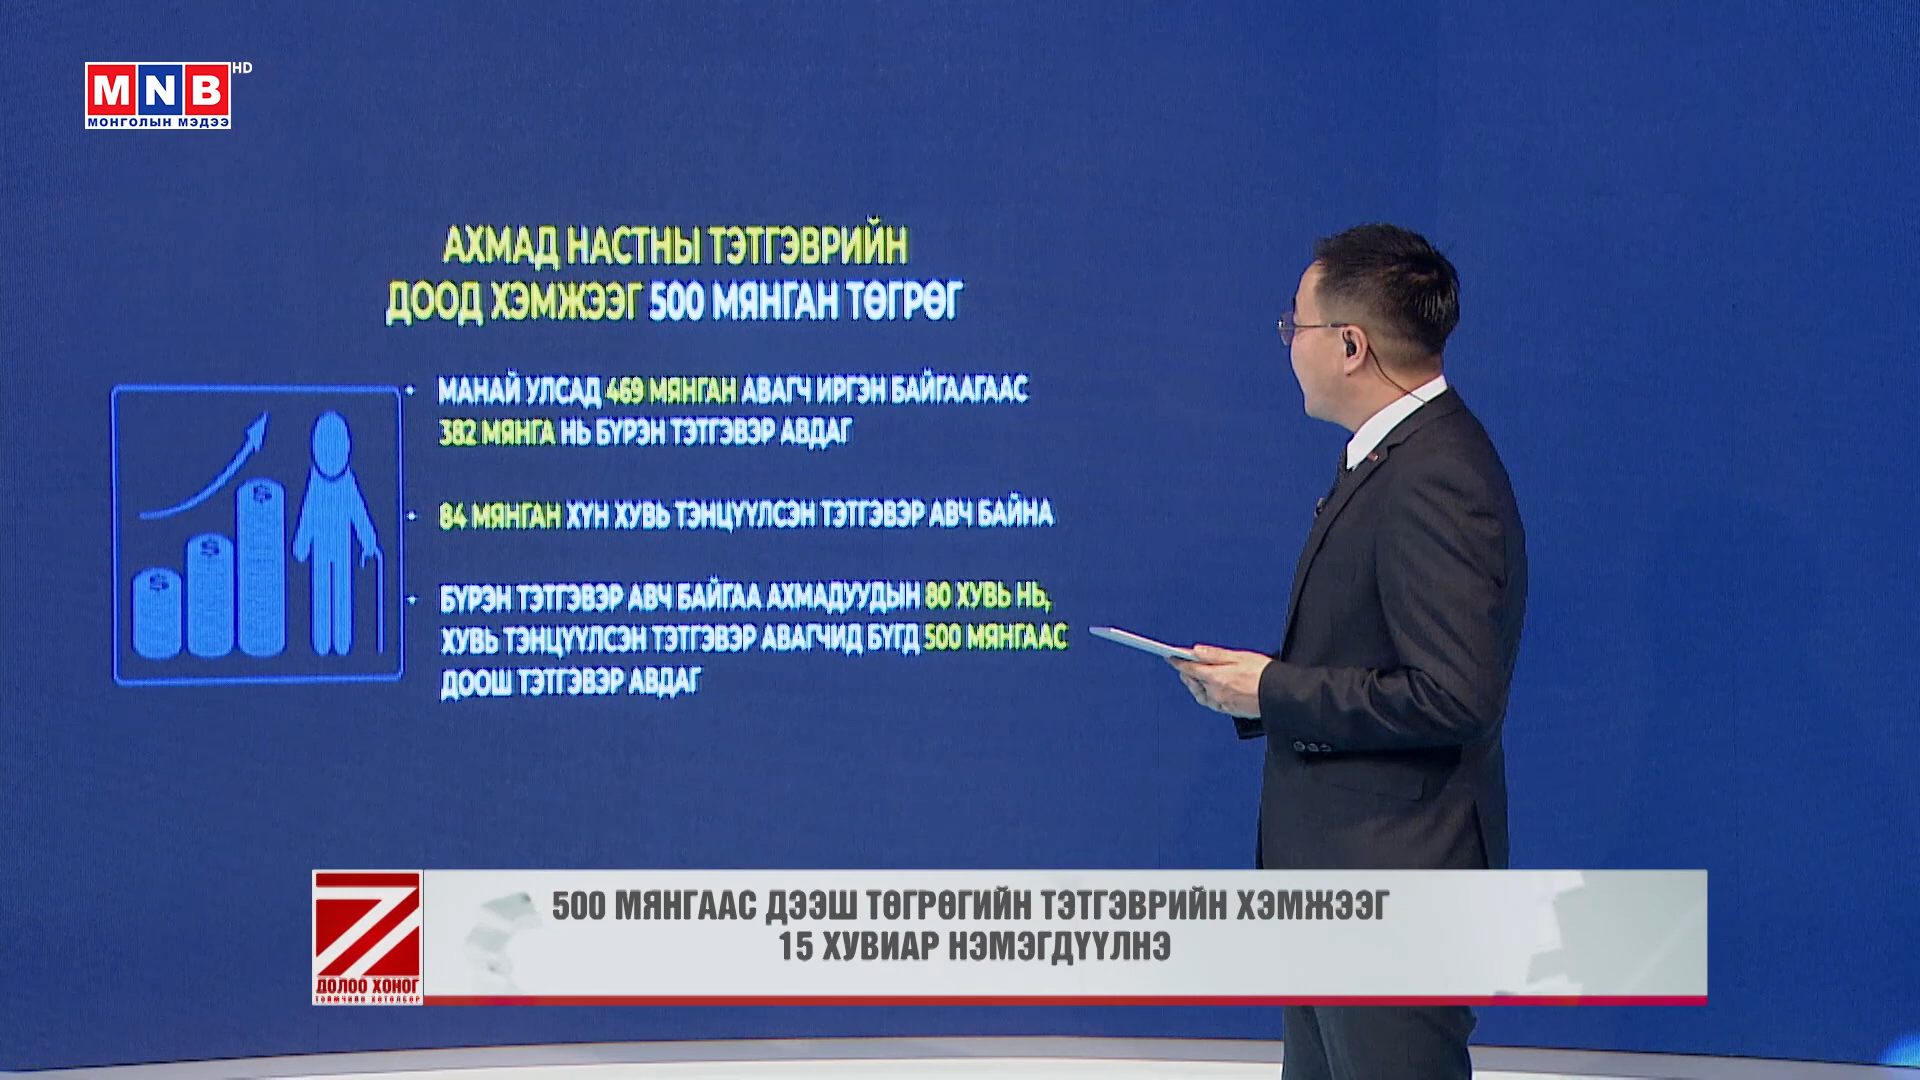 MNB HD
МОНГОЛЫН МЭДЭЭ
АХМАД НАСТНЫ ТЭТГЭВРИЙН
ДООД ХЭМЖЭЭГ 500 МЯНГАН ТӨГРӨГ
• МАНАЙ УЛСАД 469 МЯНГАН АВАГЧ ИРГЭН БАЙГААГААС
382 МЯНГА НЬ БҮРЭН ТЭТГЭВЭР АВДАГ
• 84 МЯНГАН ХҮН ХУВЬ ТЭНЦҮҮЛСЭН ТЭТГЭВЭР АВЧ БАЙНА
• БҮРЭН ТЭТГЭВЭР АВЧ БАЙГАА АХМАДУУДЫН 80 ХУВЬ НЬ,
ХУВЬ ТЭНЦҮҮЛСЭН ТЭТГЭВЭР АВАГЧИД БҮГД 500 МЯНГААС
ДООШ ТЭТГЭВЭР АВДАГ
$
$
$
500 МЯНГААС ДЭЭШ ТӨГРӨГИЙН ТЭТГЭВРИЙН ХЭМЖЭЭГ
15 ХУВИАР НЭМЭГДҮҮЛНЭ
7
ДОЛОО ХОНОГ
ТОЙМЧИЙН ХӨТӨЛБӨР